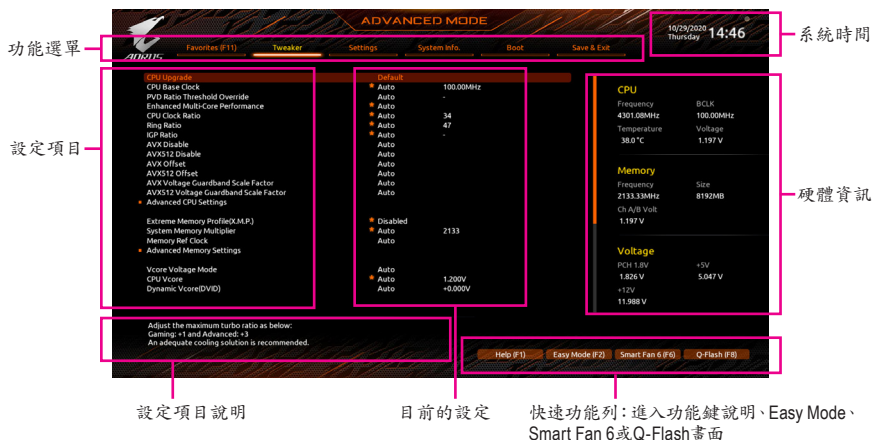 ADVANCED MODE
10/29/2020
Thursday
14:46
系統時間
功能選單
AORUS
Favorites (F11) Tweaker Settings System Info. Boot Save & Exit
設定項目
CPU Upgrade Default
CPU Base Clock * Auto 100.00MHz
PVD Ratio Threshold Override Auto -
Enhanced Multi-Core Performance * Auto
CPU Clock Ratio * Auto 34
Ring Ratio * Auto 47
IGP Ratio * Auto -
AVX Disable Auto
AVX512 Disable Auto
AVX Offset Auto
AVX512 Offset Auto
AVX Voltage Guardband Scale Factor Auto
AVX512 Voltage Guardband Scale Factor Auto
Advanced CPU Settings
Extreme Memory Profile(X.M.P.) * Disabled
System Memory Multiplier * Auto 2133
Memory Ref Clock Auto
Advanced Memory Settings
Vcore Voltage Mode Auto
CPU Vcore * Auto 1.200V
Dynamic Vcore(DVID) Auto +0.000V
CPU
Frequency BCLK
4301.08MHz 100.00MHz
Temperature Voltage
38.0 °C 1.197 V
Memory
Frequency Size
2133.33MHz 8192MB
Ch A/B Volt
1.197 V
Voltage
PCH 1.8V +5V
1.826 V 5.047 V
+12V
11.988 V
硬體資訊
Adjust the maximum turbo ratio as below:
Gaming: +1 and Advanced: +3
An adequate cooling solution is recommended.
Help (F1) Easy Mode (F2) Smart Fan 6 (F6) Q-Flash (F8)
設定項目說明
目前的設定
快速功能列：進入功能鍵說明、Easy Mode、
Smart Fan 6或Q-Flash畫面